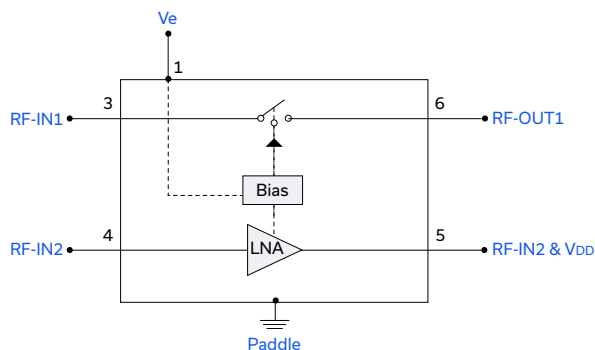 Ve
1
3
6
RF-IN1
RF-OUT1
Bias
4
LNA
5
RF-IN2
RF-IN2 & VDD
Paddle